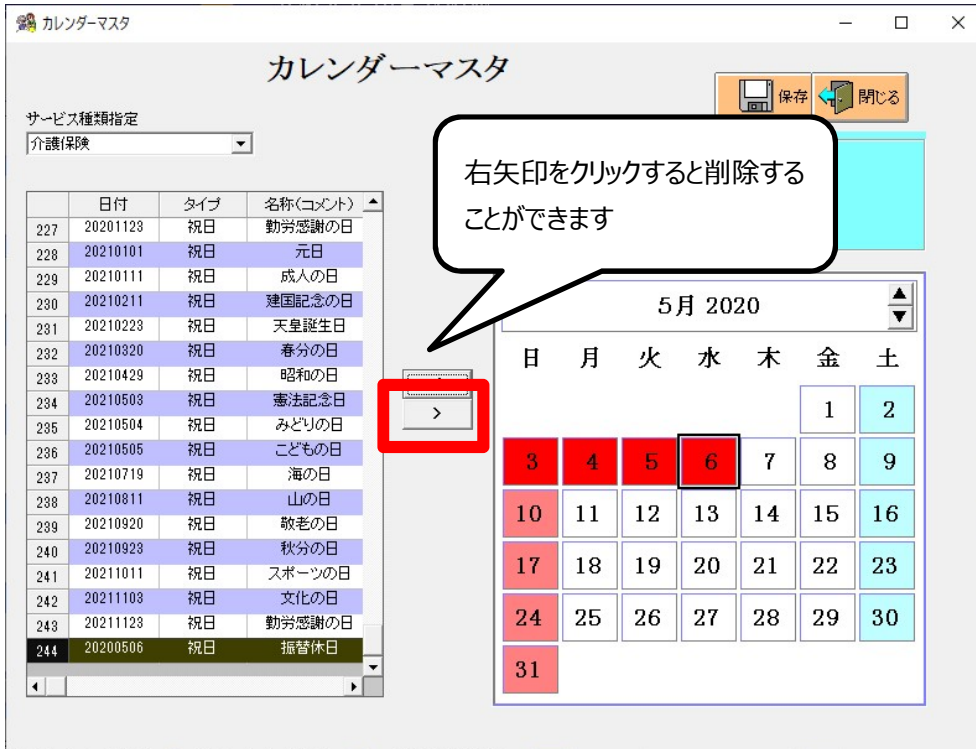 カレンダーマスタ
カレンダーマスタ
保存 閉じる
サービス種類指定
介護保険
右矢印をクリックすると削除する
ことができます
日付 タイプ 名称(コメント)
227 20201123 祝日 勤労感謝の日
228 20210101 祝日 元日
229 20210111 祝日 成人の日
230 20210211 祝日 建国記念の日
231 20210223 祝日 天皇誕生日
232 20210320 祝日 春分の日
233 20210429 祝日 昭和の日
234 20210503 祝日 憲法記念日
235 20210504 祝日 みどりの日
236 20210505 祝日 こどもの日
237 20210719 祝日 海の日
238 20210811 祝日 山の日
239 20210920 祝日 敬老の日
240 20210923 祝日 秋分の日
241 20211011 祝日 スポーツの日
242 20211103 祝日 文化の日
243 20211123 祝日 勤労感謝の日
244 20200506 祝日 振替休日
>
5月 2020
日 月 火 水 木 金 土
1 2
3 4 5 6 7 8 9
10 11 12 13 14 15 16
17 18 19 20 21 22 23
24 25 26 27 28 29 30
31